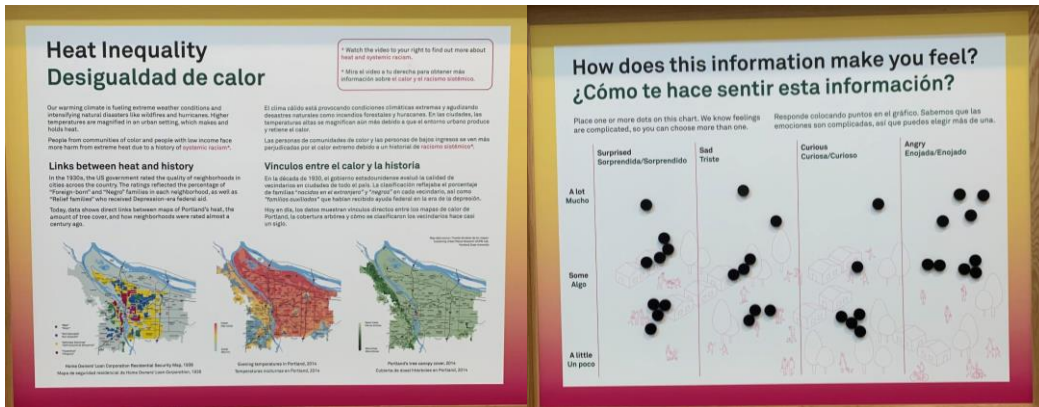 Heat Inequality
Desigualdad de calor
* Watch the video to your right to find out more about
heat and systemic racism.
* Mira el video a tu derecha para obtener más
información sobre el calor y el racismo sistémico.
Our warming climate is fueling extreme weather conditions and
intensifying natural disasters like wildfires and hurricanes. Higher
temperatures are magnified in an urban setting, which makes and
holds heat.
People from communities of color and people with low income face
more harm from extreme heat due to a history of systemic racism*.
Links between heat and history
In the 1930s, the US government rated the quality of neighborhoods in
cities across the country. The ratings reflected the percentage of
"Foreign-born" and "Negro" families in each neighborhood, as well as
"Relief families" who received Depression-era federal aid.
Today, data shows direct links between maps of Portland's heat, the
amount of tree cover, and how neighborhoods were rated almost a
century ago.
El clima cálido está provocando condiciones climáticas extremas y agudizando
desastres naturales como incendios forestales y huracanes. En las ciudades, las
temperaturas altas se magnifican aún más debido a que el entorno urbano produce
y retiene el calor.
Las personas de comunidades de color y las personas de bajos ingresos se ven más
perjudicadas por el calor extremo debido a un historial de racismo sistémico*.
Vínculos entre el calor y la historia
En la década de 1930, el gobierno estadounidense evaluó la calidad de
vecindarios en ciudades de todo el país. La clasificación reflejaba el porcentaje
de familias "nacidas en el extranjero" y "Negras" en cada vecindario, así como
"familias auxiliadas" que habían recibido ayuda federal en la era de la depresión.
Hoy en día, los datos muestran vínculos directos entre los mapas de calor de
Portland, la cobertura arbórea y cómo se clasificaron los vecindarios hace casi
un siglo.
Home Owners' Loan Corporation Residential Security Map, 1938
Mapa de seguridad residencial de Home Owners' Loan Corporation, 1938
Evening temperatures in Portland, 2014
Temperaturas nocturnas en Portland, 2014
Portland's tree canopy cover, 2014
Cubierta de dosel arbóreo en Portland, 2014
How does this information make you feel?
¿Cómo te hace sentir esta información?
Place one or more dots on this chart. We know feelings
are complicated, so you can choose more than one.
Responde colocando puntos en el gráfico. Sabemos que las
emociones son complicadas, así que puedes elegir más de una.
Surprised
Sorprendida/Sorprendido
Sad
Triste
Curious
Curiosa/Curioso
Angry
Enojada/Enojado
A lot
Mucho
Some
Algo
A little
Un poco